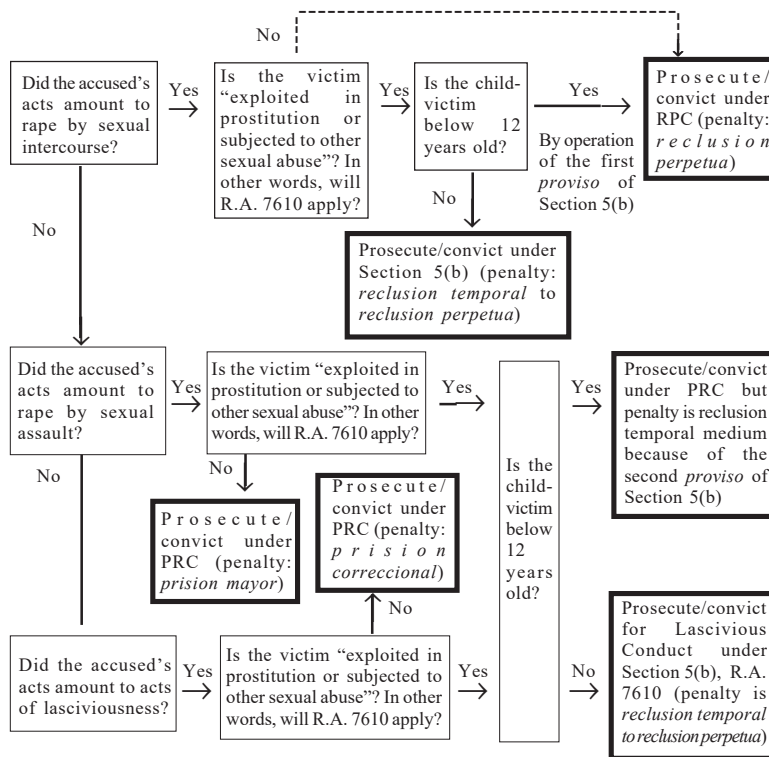 No
Did the accused's
acts amount to
rape by sexual
intercourse?
Yes
Is the victim
"exploited in
prostitution or
subjected to other
sexual abuse"? In
other words, will
R.A. 7610 apply?
Yes
Is the child-
victim
below 12
years old?
Yes
By operation
of the first
proviso of
Section 5(b)
Prosecute/
convict under
RPC (penalty:
reclusion
perpetua)
No
No
Prosecute/convict under
Section 5(b) (penalty:
reclusion temporal to
reclusion perpetua)
Did the accused's
acts amount to
rape by sexual
assault?
Yes
Is the victim "exploited in
prostitution or subjected to
other sexual abuse"? In other
words, will R.A. 7610 apply?
Yes
Is the
child-
victim
below
12
years
old?
Yes
Prosecute/convict
under PRC but
penalty is reclusion
temporal medium
because of the
second proviso of
Section 5(b)
No
No
Prosecute/
convict under
PRC (penalty:
prision mayor)
Prosecute/
convict under
PRC (penalty:
prision
correccional)
No
Did the accused's
acts amount to acts
of lasciviousness?
Yes
Is the victim "exploited in
prostitution or subjected to
other sexual abuse"? In other
words, will R.A. 7610 apply?
Yes
No
Prosecute/convict
for Lascivious
Conduct under
Section 5(b), R.A.
7610 (penalty is
reclusion temporal
to reclusion perpetua)